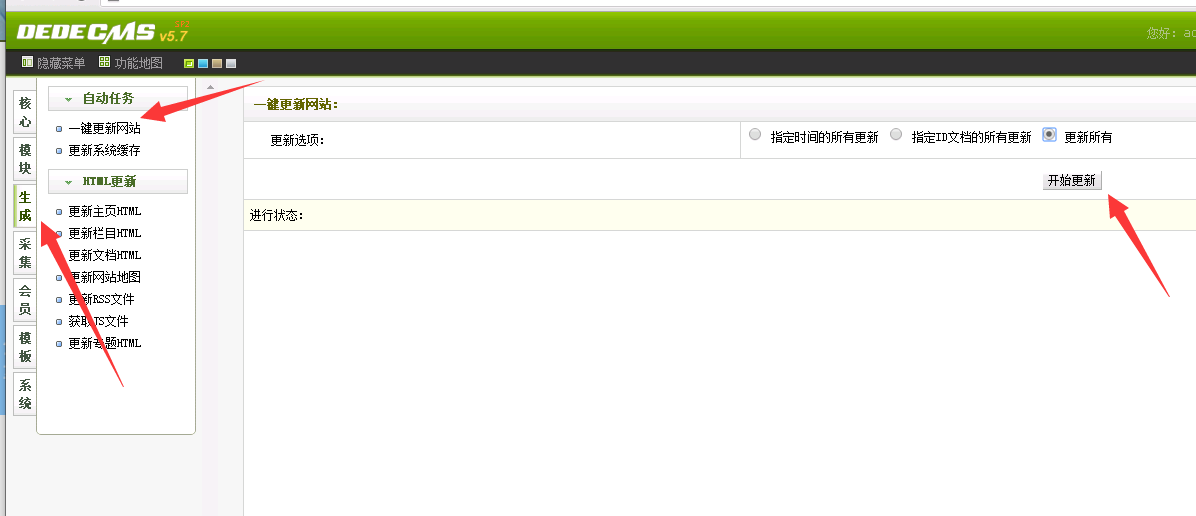 DEDECMS v5.7 SP2
您好：
隐藏菜单 功能地图
核心
模块
生成
采集
会员
模板
系统
自动任务
一键更新网站
更新系统缓存
HTML更新
更新主页HTML
更新栏目HTML
更新文档HTML
更新网站地图
更新RSS文件
获取JS文件
更新专题HTML
一键更新网站：
更新选项： 指定时间的所有更新 指定ID文档的所有更新 更新所有
开始更新
进行状态：